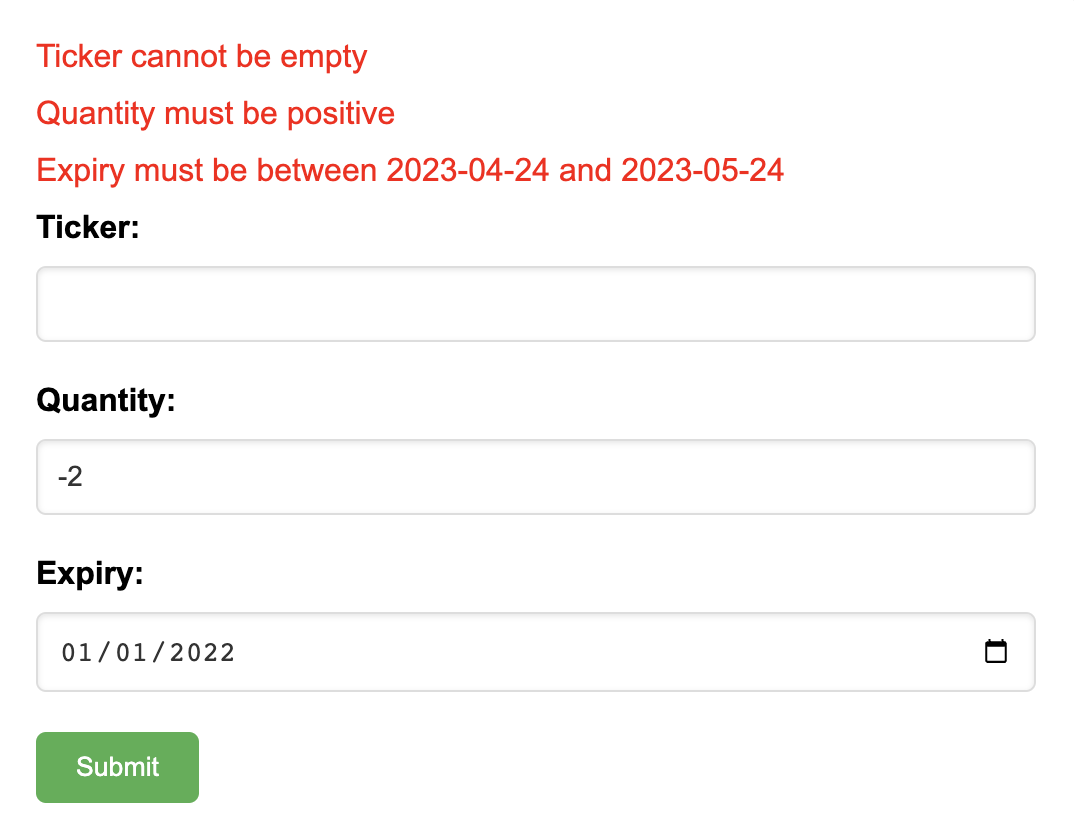 Ticker cannot be empty
Quantity must be positive
Expiry must be between 2023-04-24 and 2023-05-24
Ticker:
Quantity:
-2
Expiry:
01/01/2022
Submit